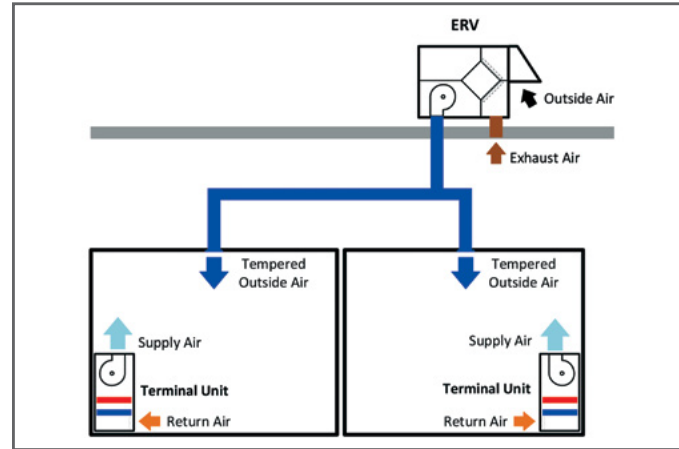 ERV
Outside Air
Exhaust Air
Tempered
Outside Air
Tempered
Outside Air
Supply Air
Supply Air
Terminal Unit
Terminal Unit
Return Air
Return Air